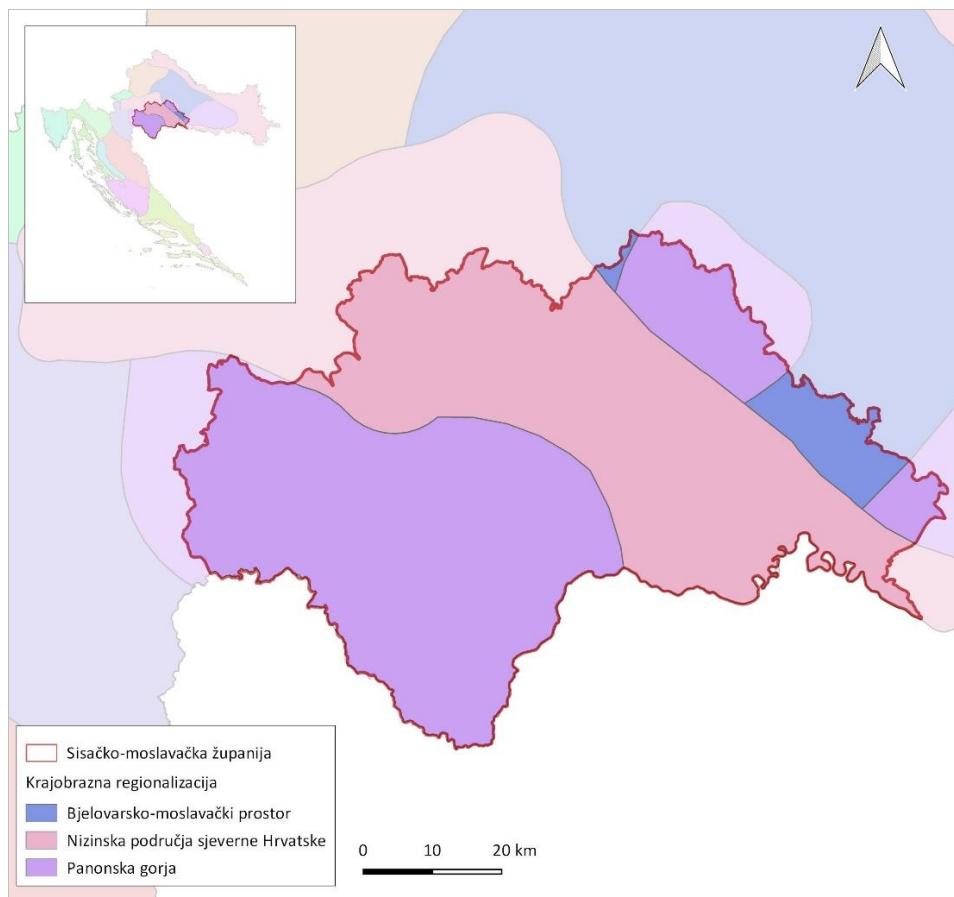 Sisačko-moslavačka županija
Krajobrazna regionalizacija
Bjelovarsko-moslavački prostor
Nizinska područja sjeverne Hrvatske
Panonska gorja
0 10 20 km